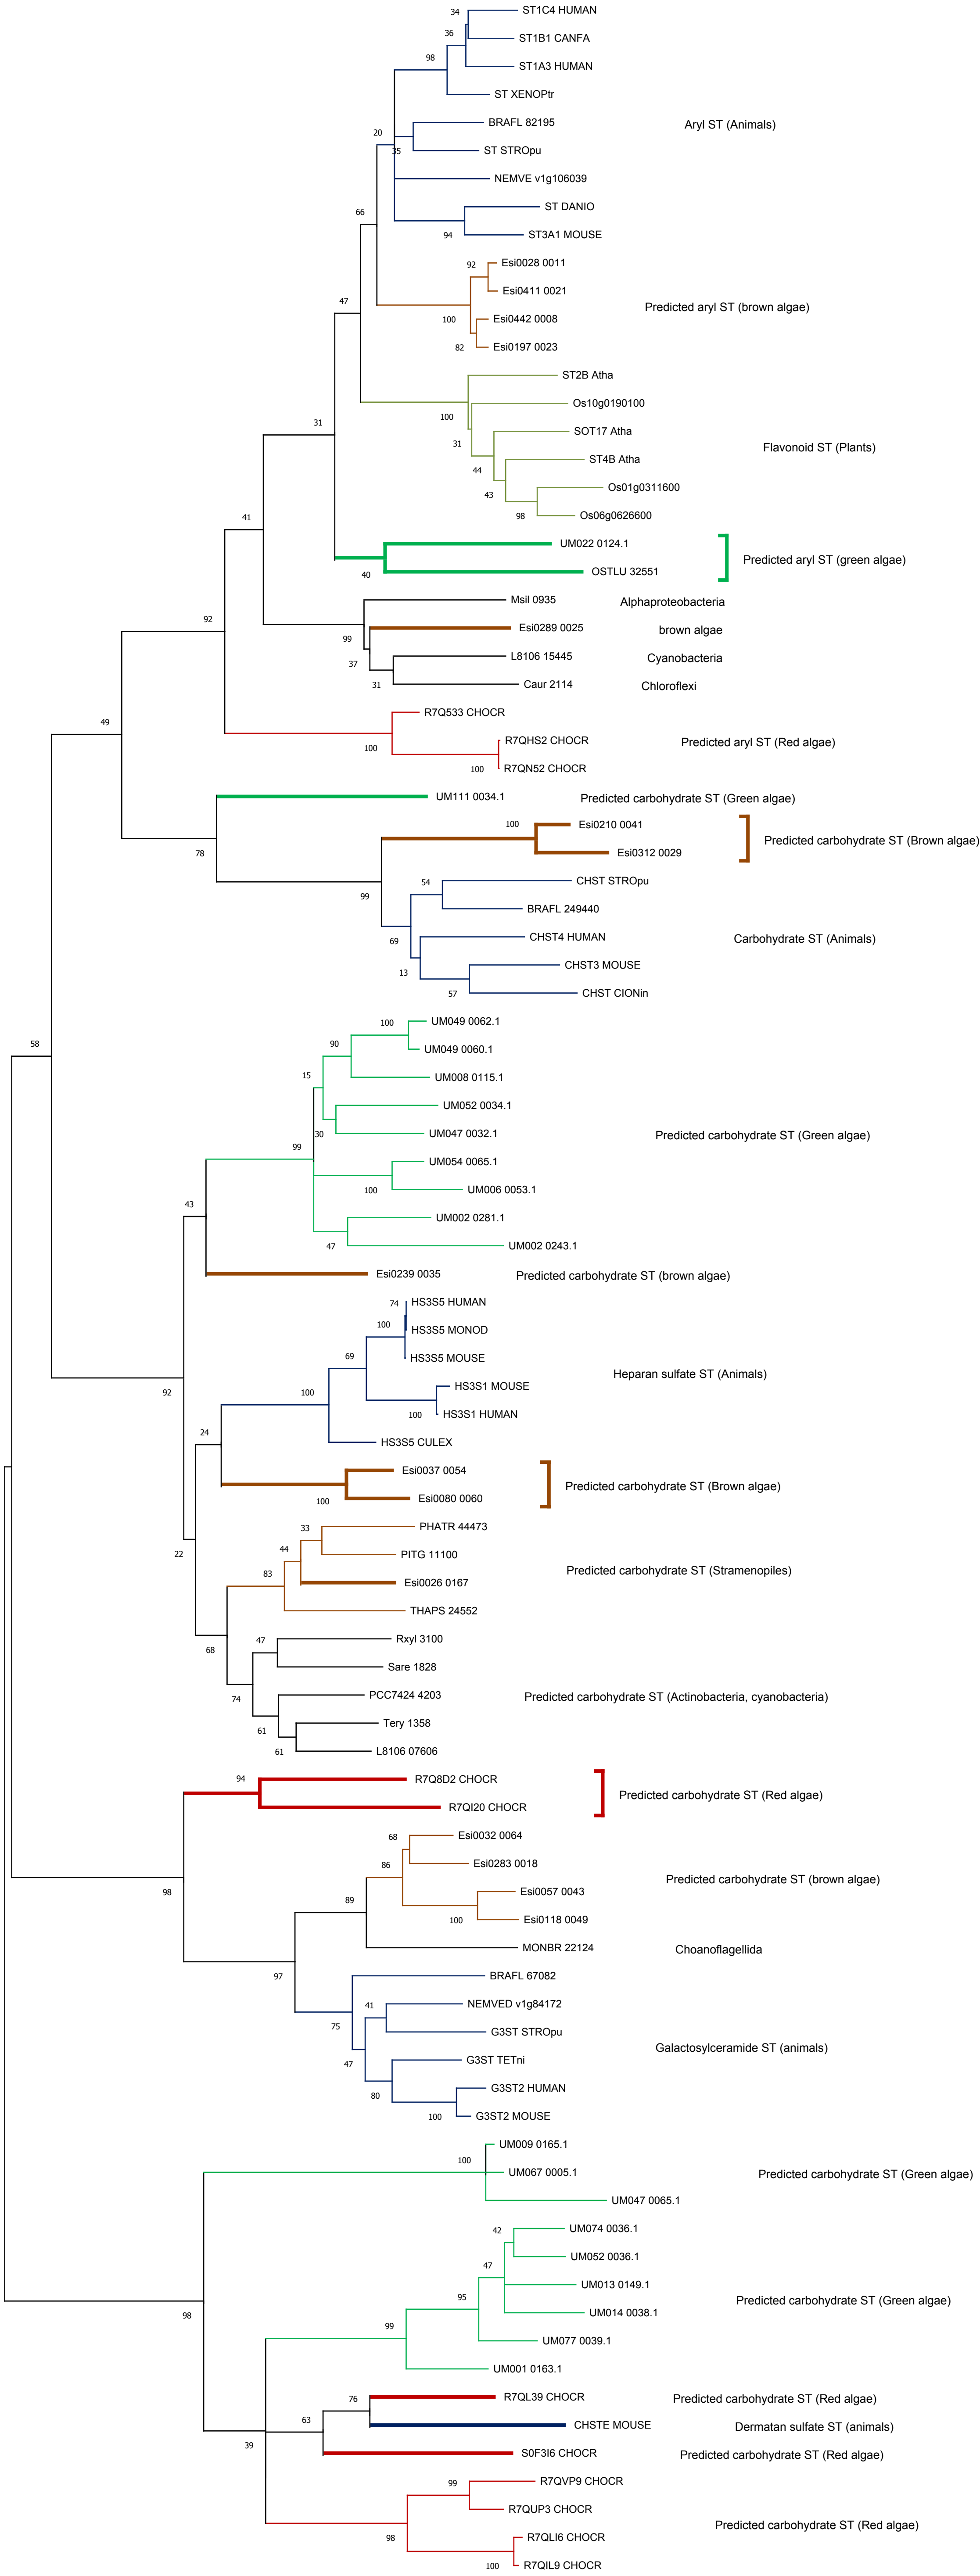 34
ST1C4 HUMAN
36
ST1B1 CANFA
98
ST1A3 HUMAN
ST XENOPtr
BRAFL 82195
Aryl ST (Animals)
20
35
ST STROpu
NEMVE v1g106039
66
ST DANIO
94
ST3A1 MOUSE
92
Esi0028 0011
Esi0411 0021
47
Predicted aryl ST (brown algae)
100
Esi0442 0008
82
Esi0197 0023
ST2B Atha
100
Os10g0190100
31
31
SOT17 Atha
Flavonoid ST (Plants)
44
ST4B Atha
43
Os01g0311600
98
Os06g0626600
41
UM022 0124.1
Predicted aryl ST (green algae)
40
OSTLU 32551
Msil 0935
Alphaproteobacteria
92
99
Esi0289 0025
brown algae
37
L8106 15445
Cyanobacteria
31
Caur 2114
Chloroflexi
49
R7Q533 CHOCR
100
R7QHS2 CHOCR
Predicted aryl ST (Red algae)
100
R7QN52 CHOCR
UM111 0034.1
Predicted carbohydrate ST (Green algae)
100
Esi0210 0041
Predicted carbohydrate ST (Brown algae)
78
Esi0312 0029
54
CHST STROpu
99
BRAFL 249440
69
CHST4 HUMAN
Carbohydrate ST (Animals)
13
CHST3 MOUSE
57
CHST CIONin
100
UM049 0062.1
58
90
UM049 0060.1
15
UM008 0115.1
UM052 0034.1
30
UM047 0032.1
Predicted carbohydrate ST (Green algae)
99
UM054 0065.1
100
UM006 0053.1
43
UM002 0281.1
47
UM002 0243.1
Esi0239 0035
Predicted carbohydrate ST (brown algae)
74
HS3S5 HUMAN
100
HS3S5 MONOD
69
HS3S5 MOUSE
Heparan sulfate ST (Animals)
92
100
HS3S1 MOUSE
100
HS3S1 HUMAN
24
HS3S5 CULEX
Esi0037 0054
Predicted carbohydrate ST (Brown algae)
100
Esi0080 0060
33
PHATR 44473
22
44
PITG 11100
83
Predicted carbohydrate ST (Stramenopiles)
Esi0026 0167
THAPS 24552
68
47
Rxyl 3100
Sare 1828
74
PCC7424 4203
Predicted carbohydrate ST (Actinobacteria, cyanobacteria)
61
Tery 1358
61
L8106 07606
94
R7Q8D2 CHOCR
Predicted carbohydrate ST (Red algae)
R7QI20 CHOCR
68
Esi0032 0064
86
Esi0283 0018
98
89
Esi0057 0043
Predicted carbohydrate ST (brown algae)
100
Esi0118 0049
MONBR 22124
Choanoflagellida
97
BRAFL 67082
41
NEMVED v1g84172
75
G3ST STROpu
Galactosylceramide ST (animals)
47
G3ST TETni
80
G3ST2 HUMAN
100
G3ST2 MOUSE
UM009 0165.1
100
UM067 0005.1
Predicted carbohydrate ST (Green algae)
UM047 0065.1
42
UM074 0036.1
47
UM052 0036.1
95
UM013 0149.1
Predicted carbohydrate ST (Green algae)
98
99
UM014 0038.1
UM077 0039.1
UM001 0163.1
76
R7QL39 CHOCR
Predicted carbohydrate ST (Red algae)
63
CHSTE MOUSE
Dermatan sulfate ST (animals)
39
S0F3I6 CHOCR
Predicted carbohydrate ST (Red algae)
99
R7QVP9 CHOCR
R7QUP3 CHOCR
Predicted carbohydrate ST (Red algae)
98
R7QLI6 CHOCR
100
R7QIL9 CHOCR